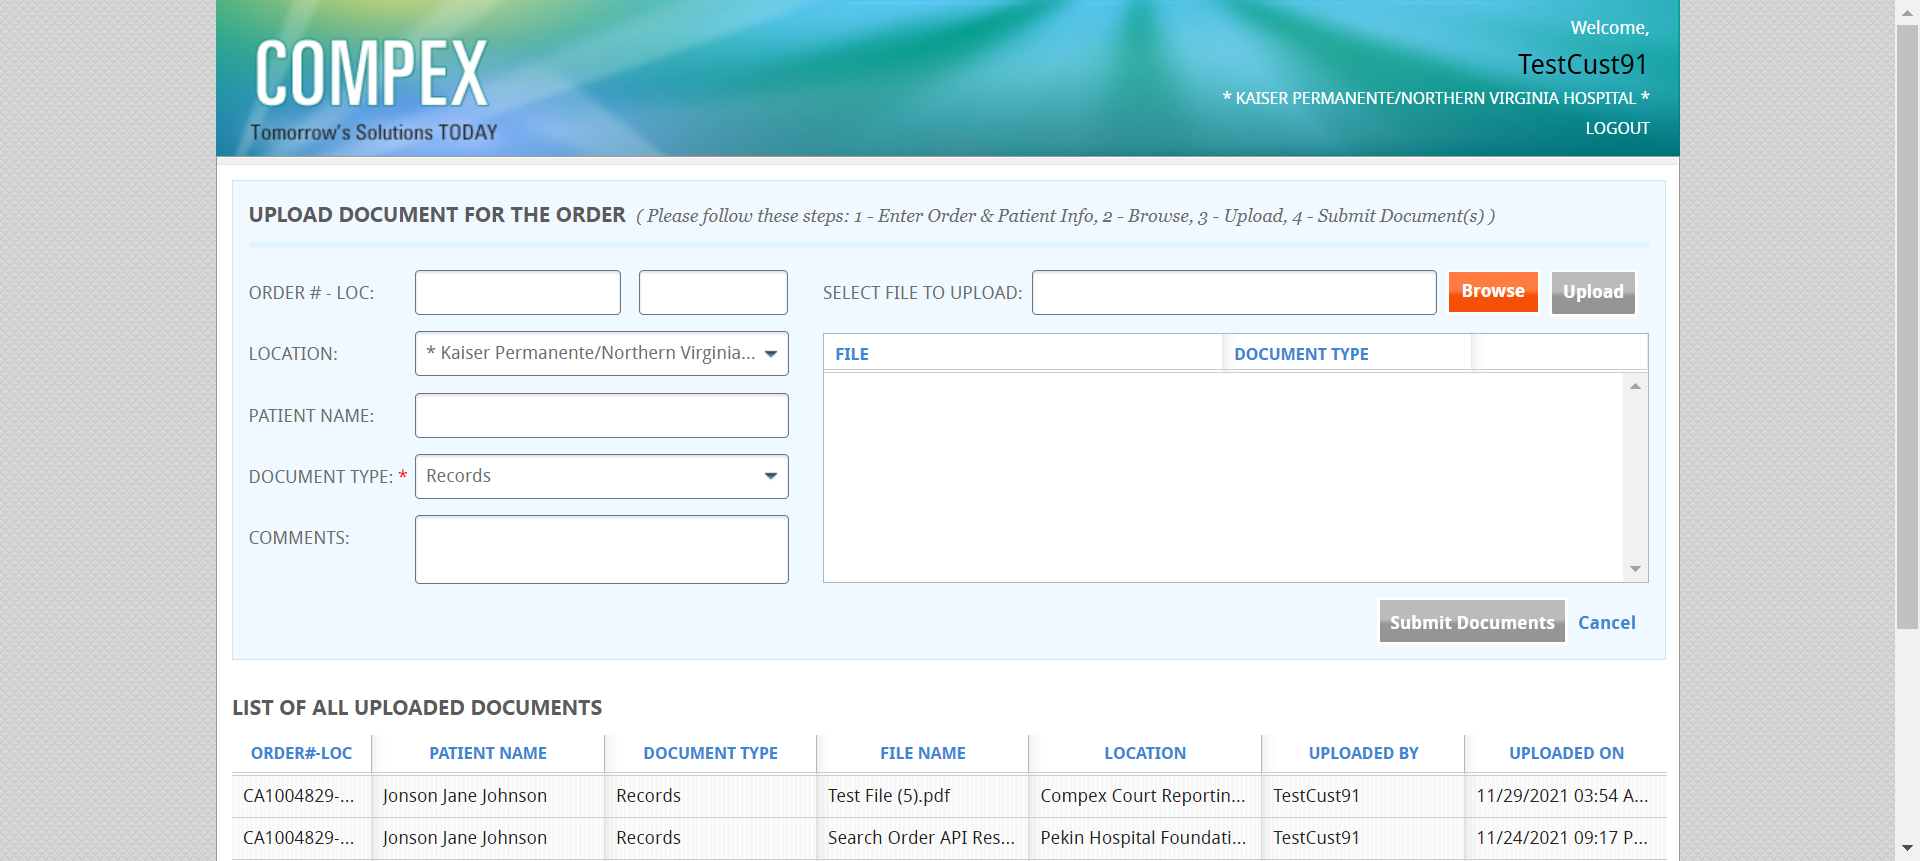 COMPEX
Tomorrow's Solutions TODAY
Welcome,
TestCust91
* KAISER PERMANENTE/NORTHERN VIRGINIA HOSPITAL *
LOGOUT
UPLOAD DOCUMENT FOR THE ORDER ( Please follow these steps: 1 - Enter Order & Patient Info, 2 - Browse, 3 - Upload, 4 - Submit Document(s) )
ORDER # - LOC:
SELECT FILE TO UPLOAD: Browse Upload
LOCATION: * Kaiser Permanente/Northern Virginia...
FILE DOCUMENT TYPE
PATIENT NAME:
DOCUMENT TYPE: * Records
COMMENTS:
Submit Documents Cancel
LIST OF ALL UPLOADED DOCUMENTS
ORDER#-LOC PATIENT NAME DOCUMENT TYPE FILE NAME LOCATION UPLOADED BY UPLOADED ON
CA1004829-... Jonson Jane Johnson Records Test File (5).pdf Compex Court Reportin... TestCust91 11/29/2021 03:54 A...
CA1004829-... Jonson Jane Johnson Records Search Order API Res... Pekin Hospital Foundati... TestCust91 11/24/2021 09:17 P...